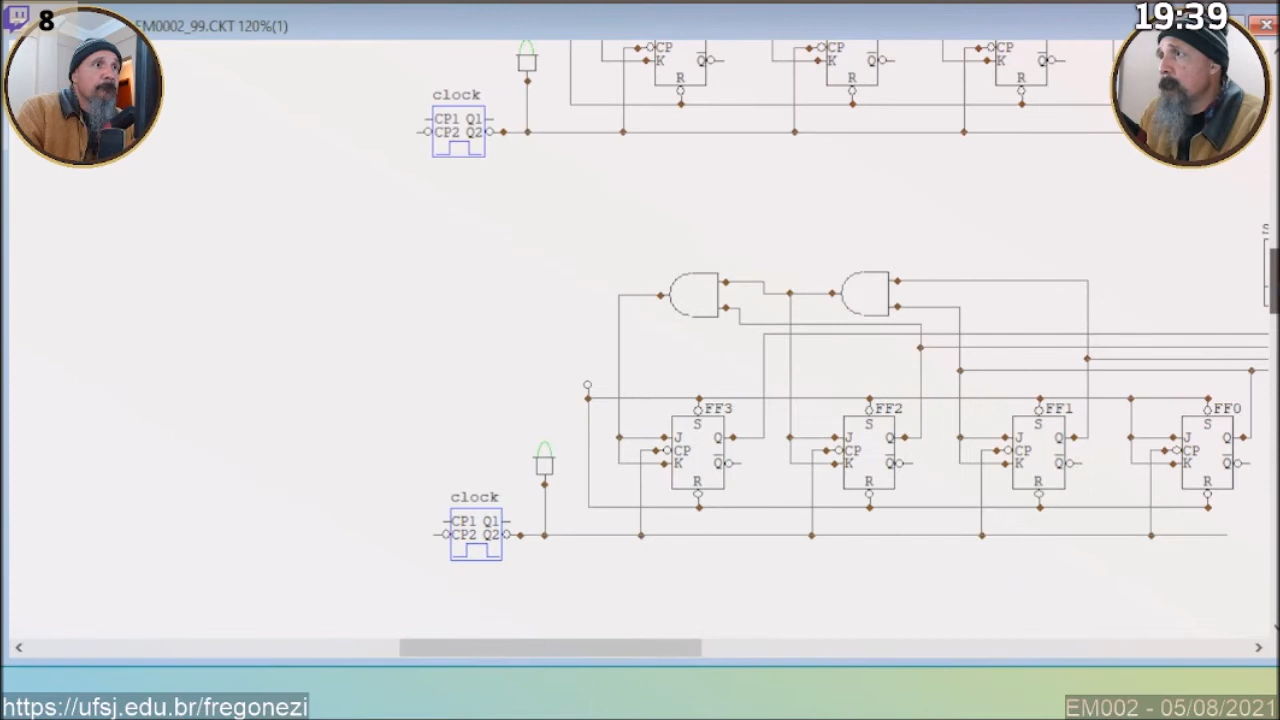 8
EM0002_99.CKT 120%(1)
19:39
CP
K
Q
R
CP
K
Q
R
CP
K
Q
R
clock
CP1 Q1
CP2 Q2
FF3
S
J Q
CP
K Q
R
FF2
S
J Q
CP
K Q
R
FF1
S
J Q
CP
K Q
R
FF0
S
J Q
CP
K Q
R
clock
CP1 Q1
CP2 Q2
https://ufsj.edu.br/fregonezi
EM002 - 05/08/2021